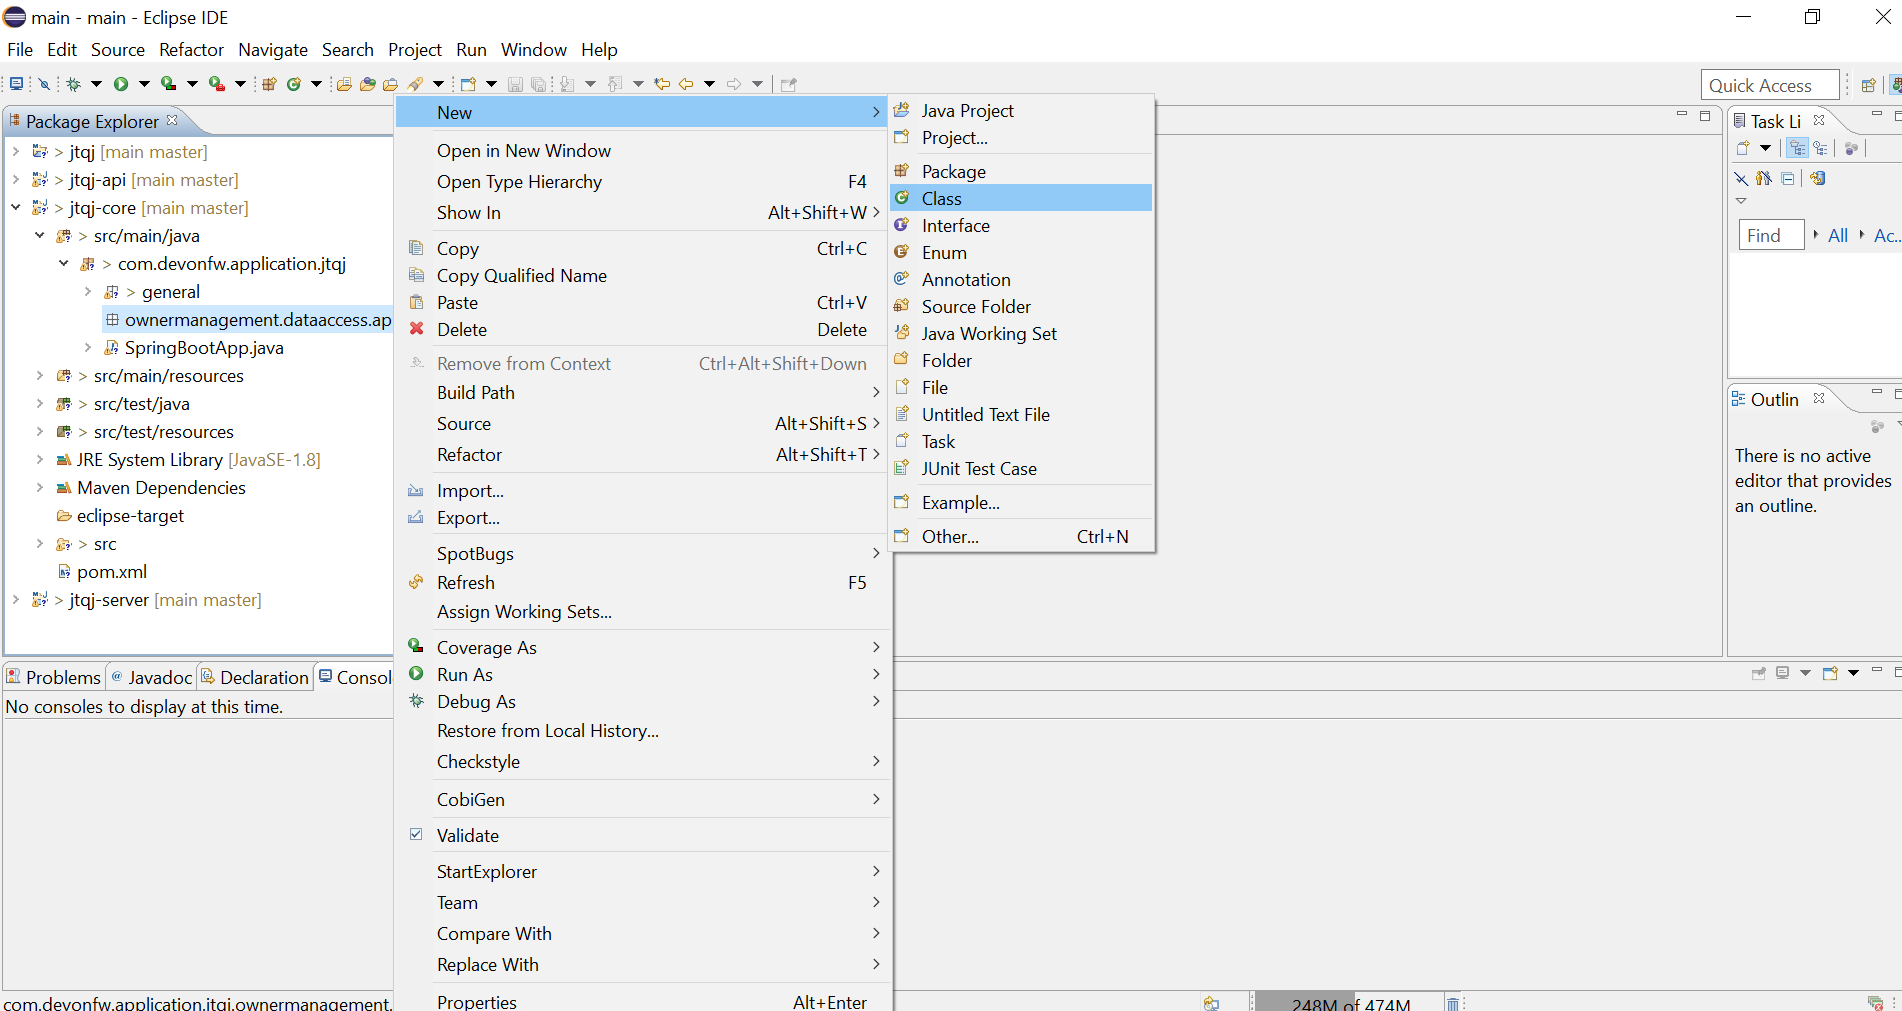 main - main - Eclipse IDE
File Edit Source Refactor Navigate Search Project Run Window Help
Quick Access
Package Explorer
> jtqj [main master]
> jtqj-api [main master]
> jtqj-core [main master]
> src/main/java
> com.devonfw.application.jtqj
> general
ownermanagement.dataaccess.ap
SpringBootApp.java
> src/main/resources
> src/test/java
> src/test/resources
JRE System Library [JavaSE-1.8]
Maven Dependencies
eclipse-target
> src
pom.xml
> jtqj-server [main master]
New
Open in New Window
Open Type Hierarchy F4
Show In Alt+Shift+W
Copy Ctrl+C
Copy Qualified Name
Paste Ctrl+V
Delete Delete
Remove from Context Ctrl+Alt+Shift+Down
Build Path
Source Alt+Shift+S
Refactor Alt+Shift+T
Import...
Export...
SpotBugs
Refresh F5
Assign Working Sets...
Coverage As
Run As
Debug As
Restore from Local History...
Checkstyle
CobiGen
Validate
StartExplorer
Team
Compare With
Replace With
Properties Alt+Enter
Java Project
Project...
Package
Class
Interface
Enum
Annotation
Source Folder
Java Working Set
Folder
File
Untitled Text File
Task
JUnit Test Case
Example...
Other... Ctrl+N
Task Li
Find All Ac...
Outlin
There is no active
editor that provides
an outline.
Problems @ Javadoc Declaration Consol
No consoles to display at this time.
com.devonfw.application.jtqj.ownermanagement.
248M of 474M